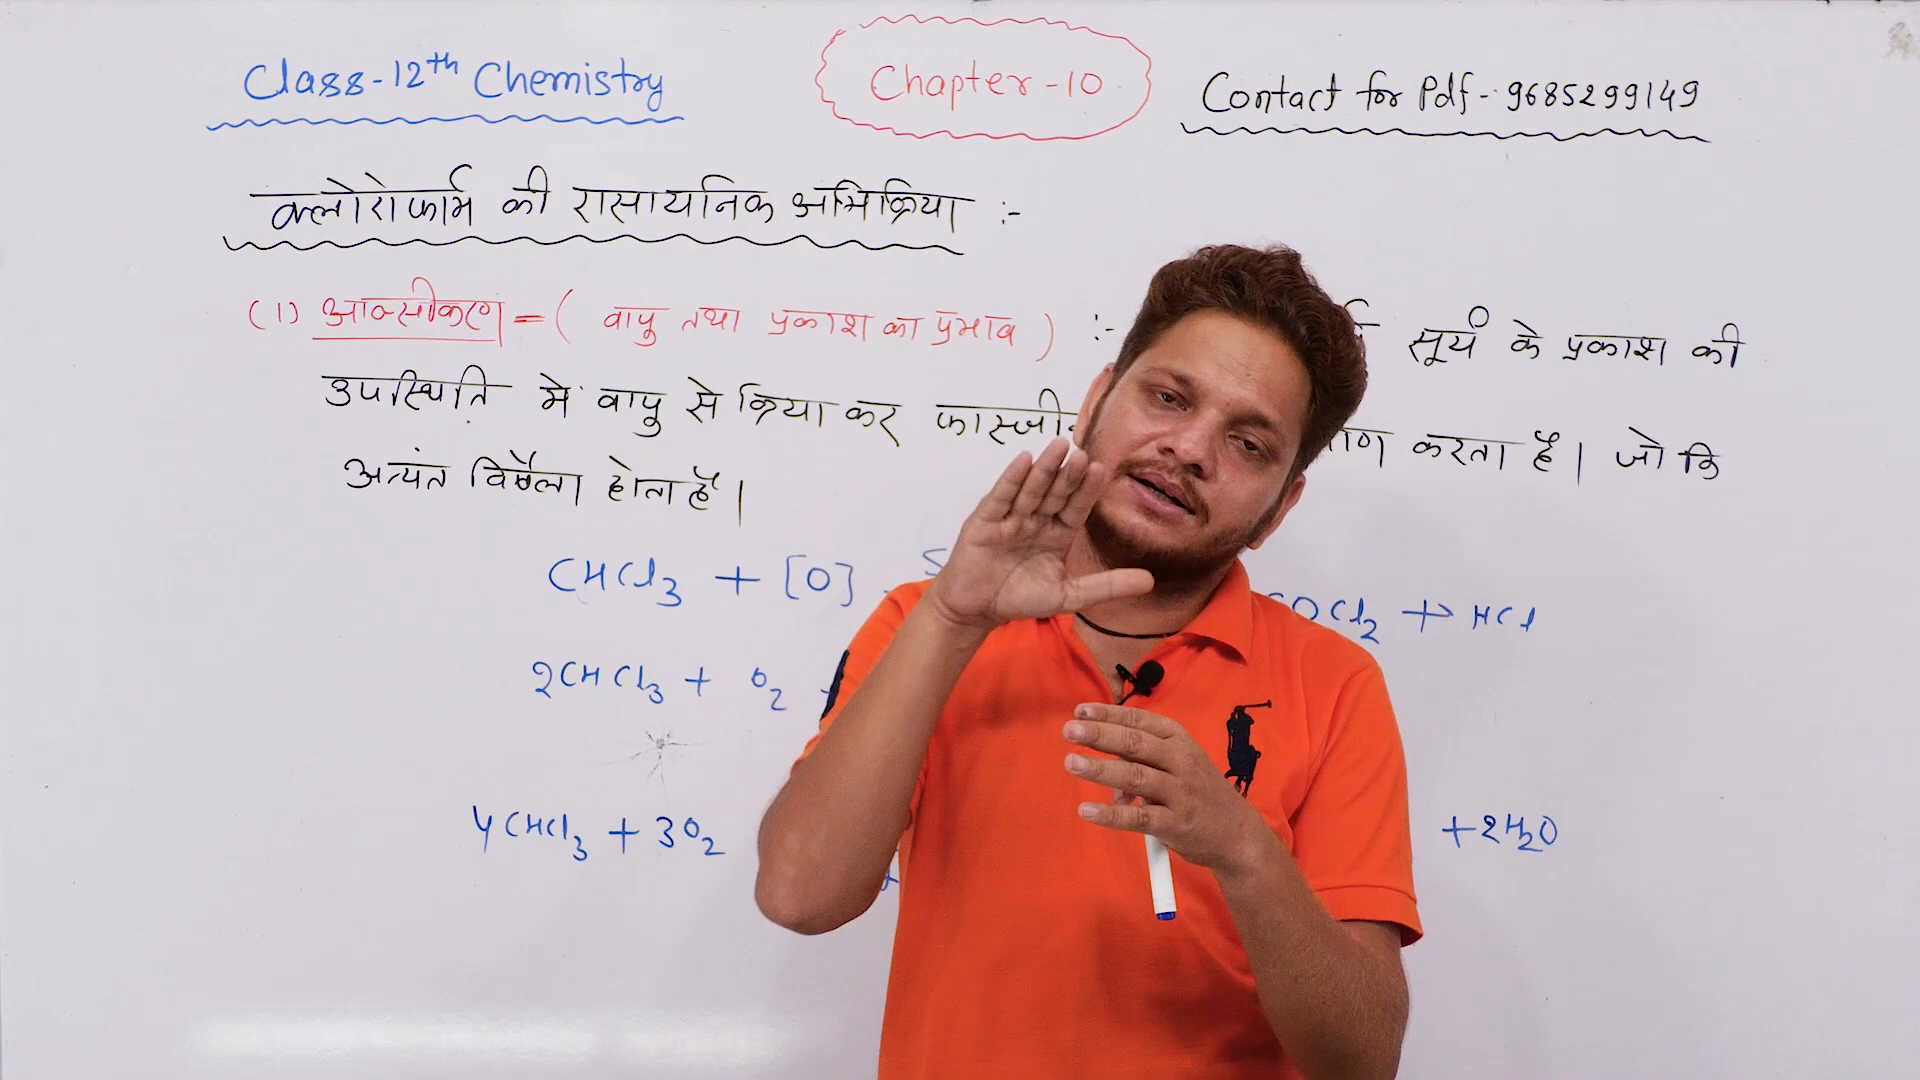 Class-12th Chemistry
Chapter-10
Contact for Pdf-9685299149
क्लोरोफार्म की रासायनिक अभिक्रिया :-
(1) आक्सीकरण = ( वायु तथा प्रकाश का प्रभाव ) :- सूर्य के प्रकाश की
उपस्थिति में वायु से क्रिया कर करता है। जो कि
अत्यंत विषैला होता है।
CHCl3 + [O] COCl2 + HCl
2CHCl3 + O2
4CHCl3 + 3O2 +2H2O